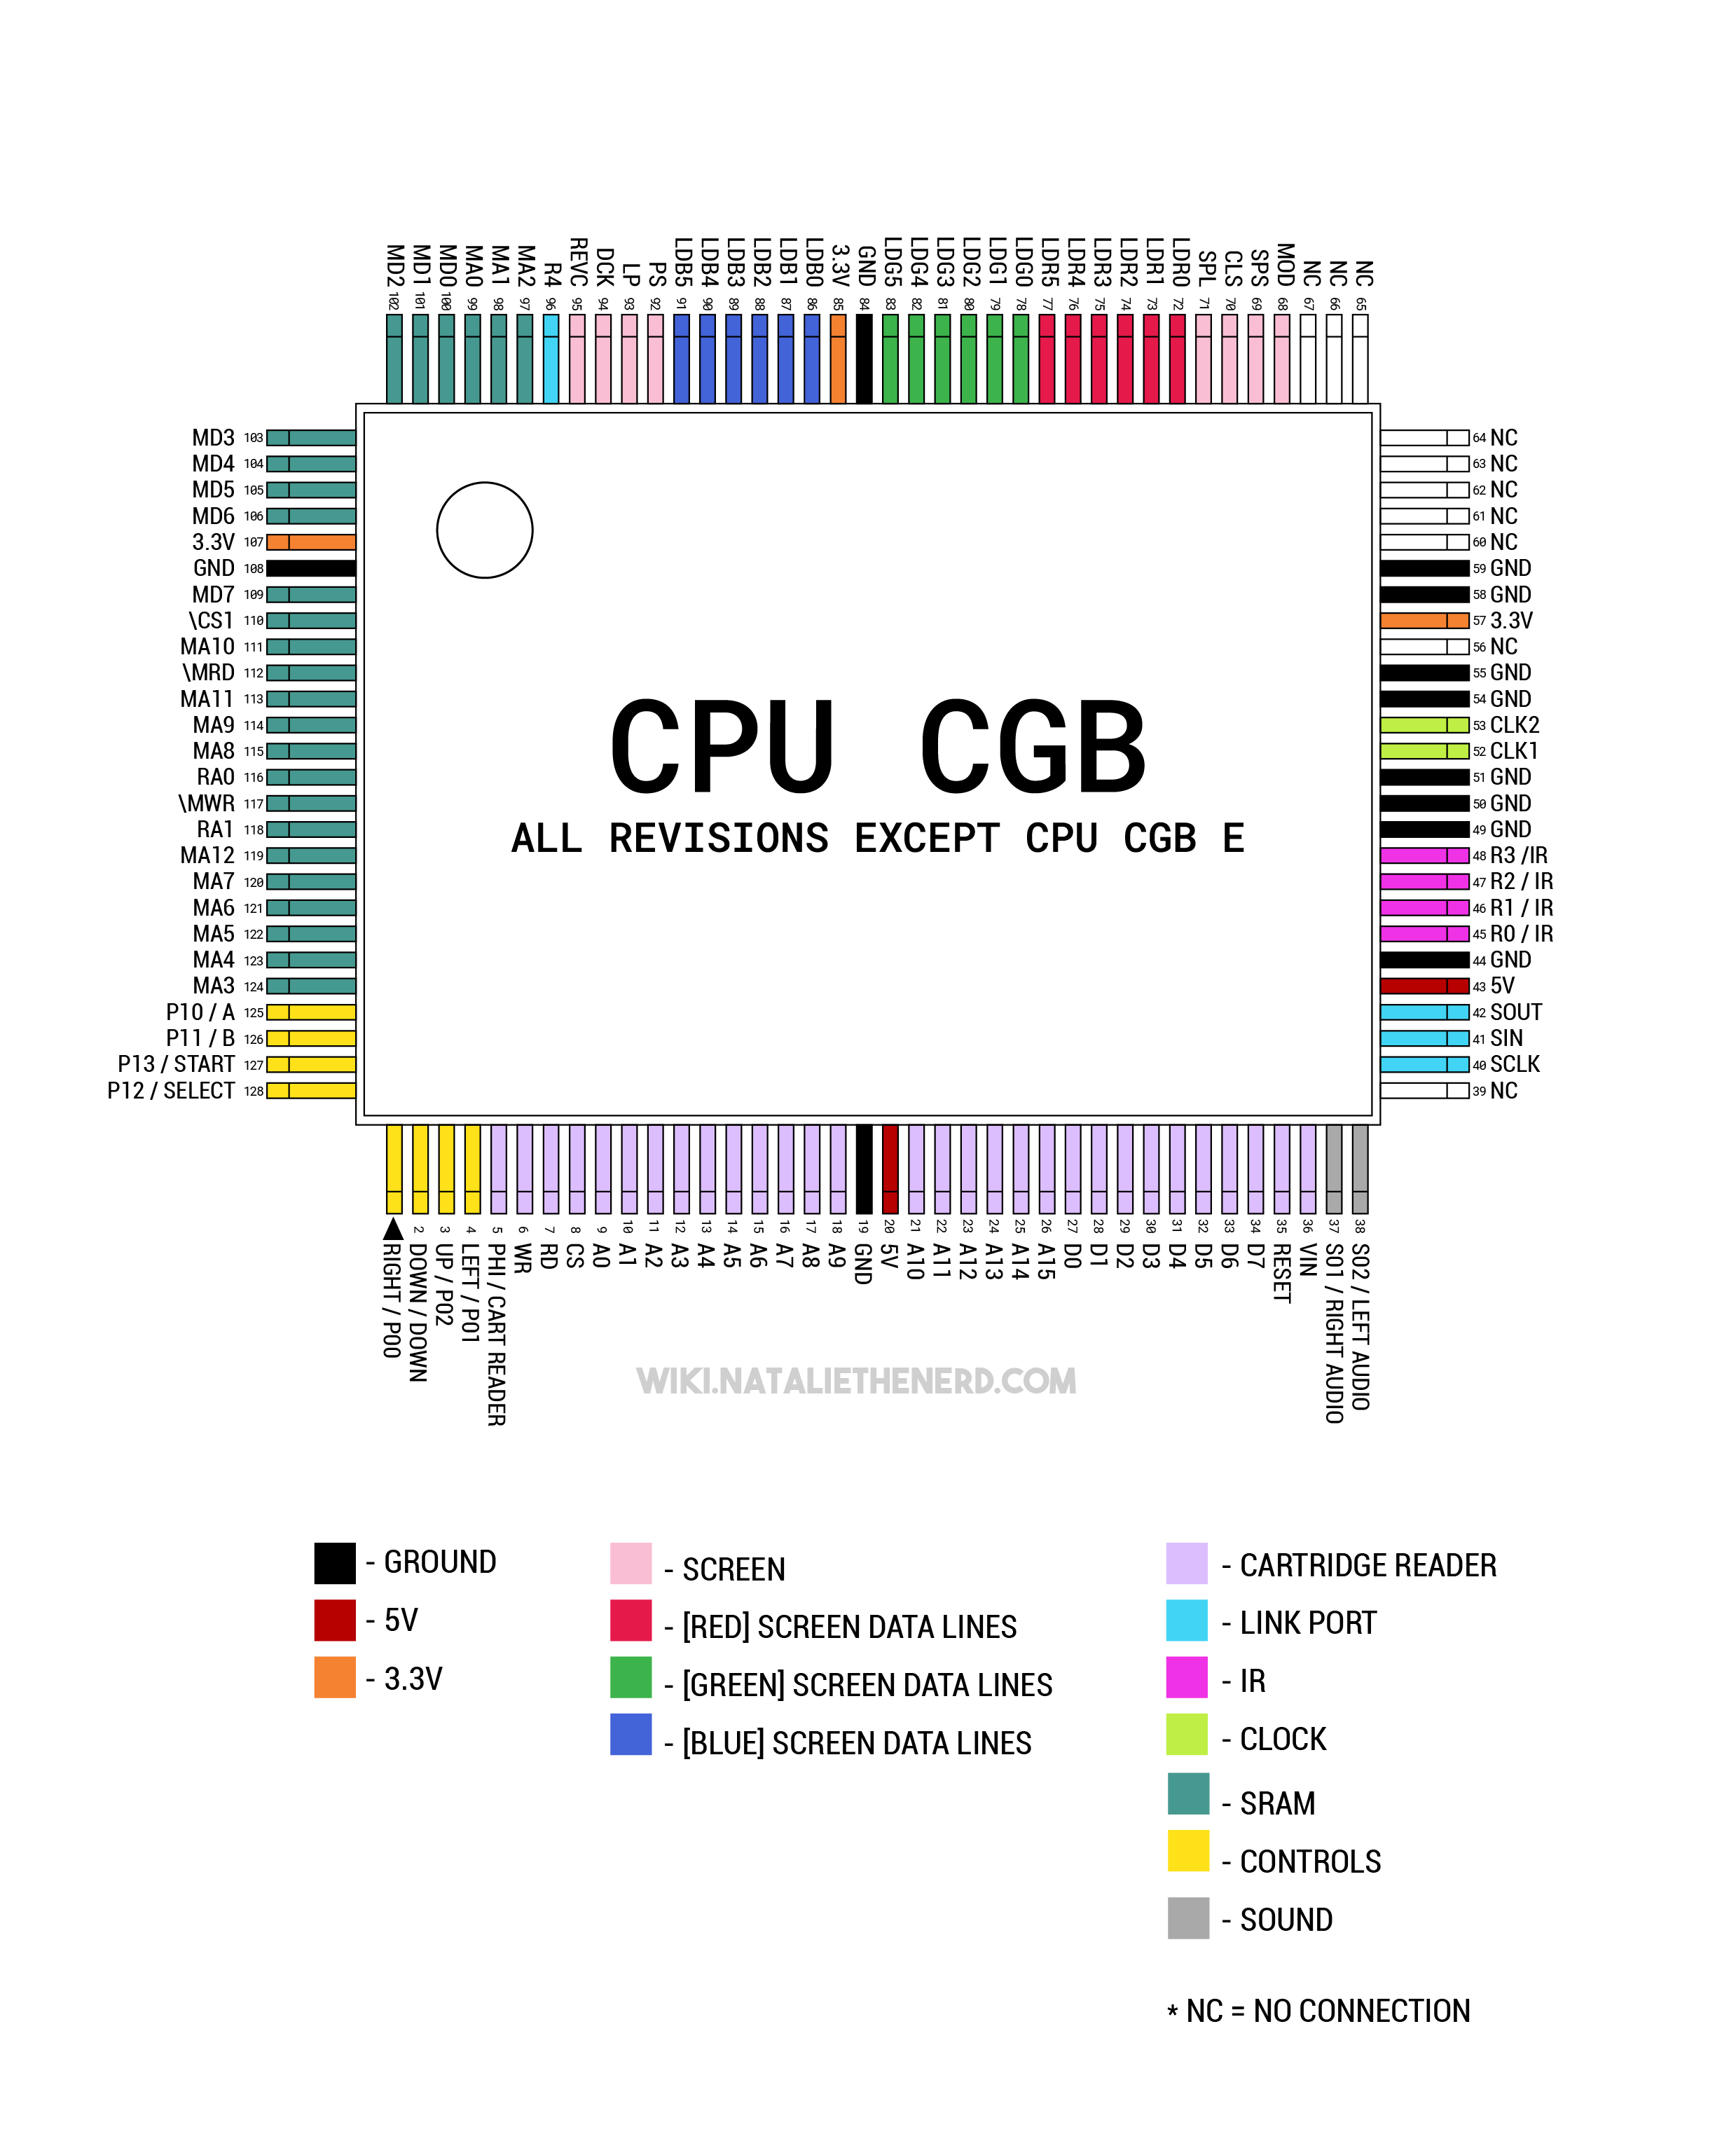 MD2 102
MD1 101
MD0 100
MA0 99
MA1 98
MA2 97
R4 96
REVC 95
DCK 94
LP 93
PS 92
LDB5 91
LDB4 90
LDB3 89
LDB2 88
LDB1 87
LDB0 86
3.3V 85
GND 84
LDG5 83
LDG4 82
LDG3 81
LDG2 80
LDG1 79
LDG0 78
LDR5 77
LDR4 76
LDR3 75
LDR2 74
LDR1 73
LDR0 72
SPL 71
CLS 70
SPS 69
MOD 68
NC 67
NC 66
NC 65
MD3 103
MD4 104
MD5 105
MD6 106
3.3V 107
GND 108
MD7 109
\CS1 110
MA10 111
\MRD 112
MA11 113
MA9 114
MA8 115
RA0 116
\MWR 117
RA1 118
MA12 119
MA7 120
MA6 121
MA5 122
MA4 123
MA3 124
P10 / A 125
P11 / B 126
P13 / START 127
P12 / SELECT 128
CPU CGB
ALL REVISIONS EXCEPT CPU CGB E
64 NC
63 NC
62 NC
61 NC
60 NC
59 GND
58 GND
57 3.3V
56 NC
55 GND
54 GND
53 CLK2
52 CLK1
51 GND
50 GND
49 GND
48 R3 /IR
47 R2 / IR
46 R1 / IR
45 R0 / IR
44 GND
43 5V
42 SOUT
41 SIN
40 SCLK
39 NC
RIGHT / P00
2 DOWN / DOWN
3 UP / P02
4 LEFT / P01
5 PHI / CART READER
6 WR
7 RD
8 CS
9 A0
10 A1
11 A2
12 A3
13 A4
14 A5
15 A6
16 A7
17 A8
18 A9
19 GND
20 5V
21 A10
22 A11
23 A12
24 A13
25 A14
26 A15
27 D0
28 D1
29 D2
30 D3
31 D4
32 D5
33 D6
34 D7
35 RESET
36 VIN
37 S01 / RIGHT AUDIO
38 S02 / LEFT AUDIO
WIKI.NATALIETHENERD.COM
- GROUND
- 5V
- 3.3V
- SCREEN
- [RED] SCREEN DATA LINES
- [GREEN] SCREEN DATA LINES
- [BLUE] SCREEN DATA LINES
- CARTRIDGE READER
- LINK PORT
- IR
- CLOCK
- SRAM
- CONTROLS
- SOUND
* NC = NO CONNECTION